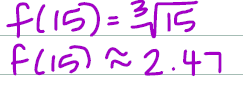 f(15) = ∛15
f(15) ≈ 2.47